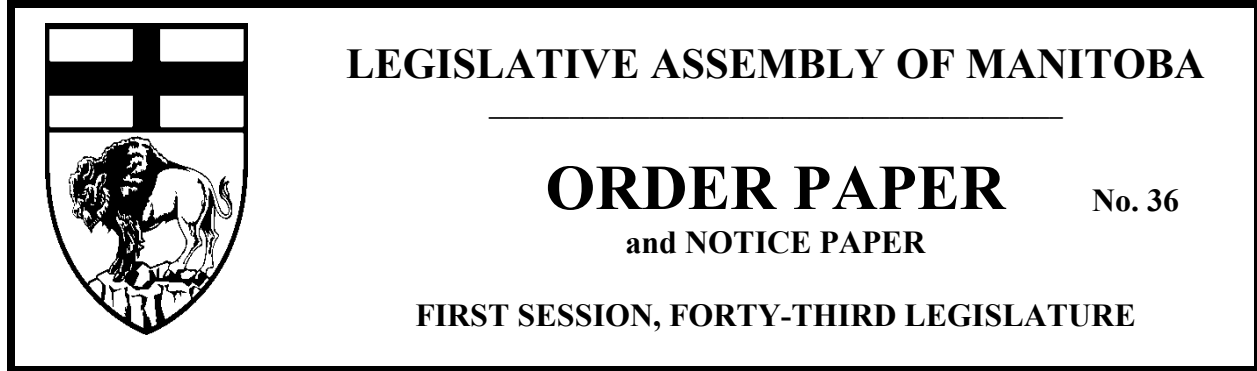 LEGISLATIVE ASSEMBLY OF MANITOBA
ORDER PAPER No. 36
and NOTICE PAPER
FIRST SESSION, FORTY-THIRD LEGISLATURE